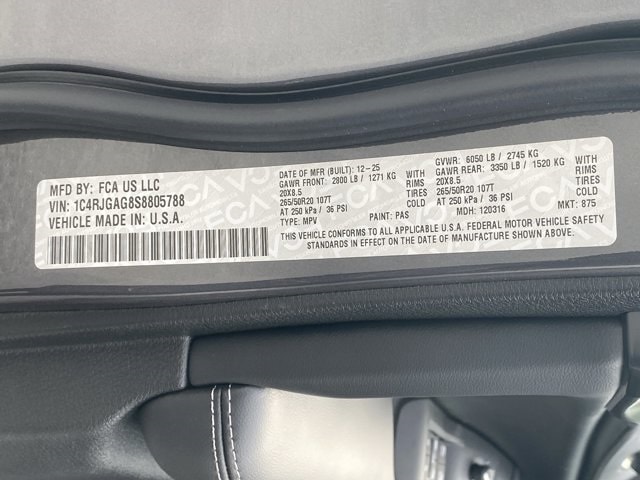 MFD BY: FCA US LLC
VIN: 1C4RJGAG8S8805788
VEHICLE MADE IN: U.S.A.
DATE OF MFR (BUILT): 12-25 GVWR: 6050 LB / 2745 KG
GAWR FRONT: 2800 LB / 1271 KG WITH GAWR REAR: 3350 LB / 1520 KG WITH
20X8.5 RIMS 20X8.5 RIMS
265/50R20 107T TIRES 265/50R20 107T TIRES
AT 250 kPa / 36 PSI COLD AT 250 kPa / 36 PSI COLD
TYPE: MPV PAINT: PAS MDH: 120316 MKT: 875
THIS VEHICLE CONFORMS TO ALL APPLICABLE U.S.A. FEDERAL MOTOR VEHICLE SAFETY
STANDARDS IN EFFECT ON THE DATE OF MANUFACTURE SHOWN ABOVE.